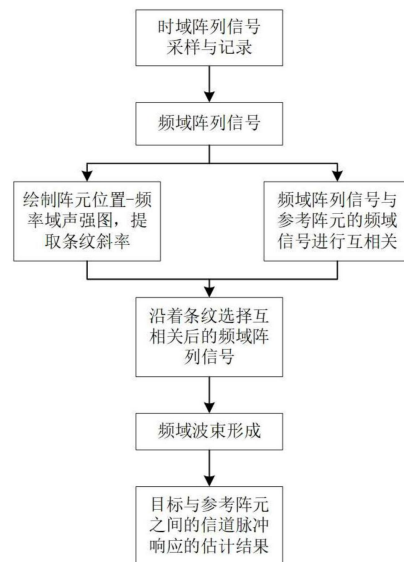 时域阵列信号
采样与记录
频域阵列信号
绘制阵元位置-频
率域声强图，提
取条纹斜率
频域阵列信号与
参考阵元的频域
信号进行互相关
沿着条纹选择互
相关后的频域阵
列信号
频域波束形成
目标与参考阵元
之间的信道脉冲
响应的估计结果